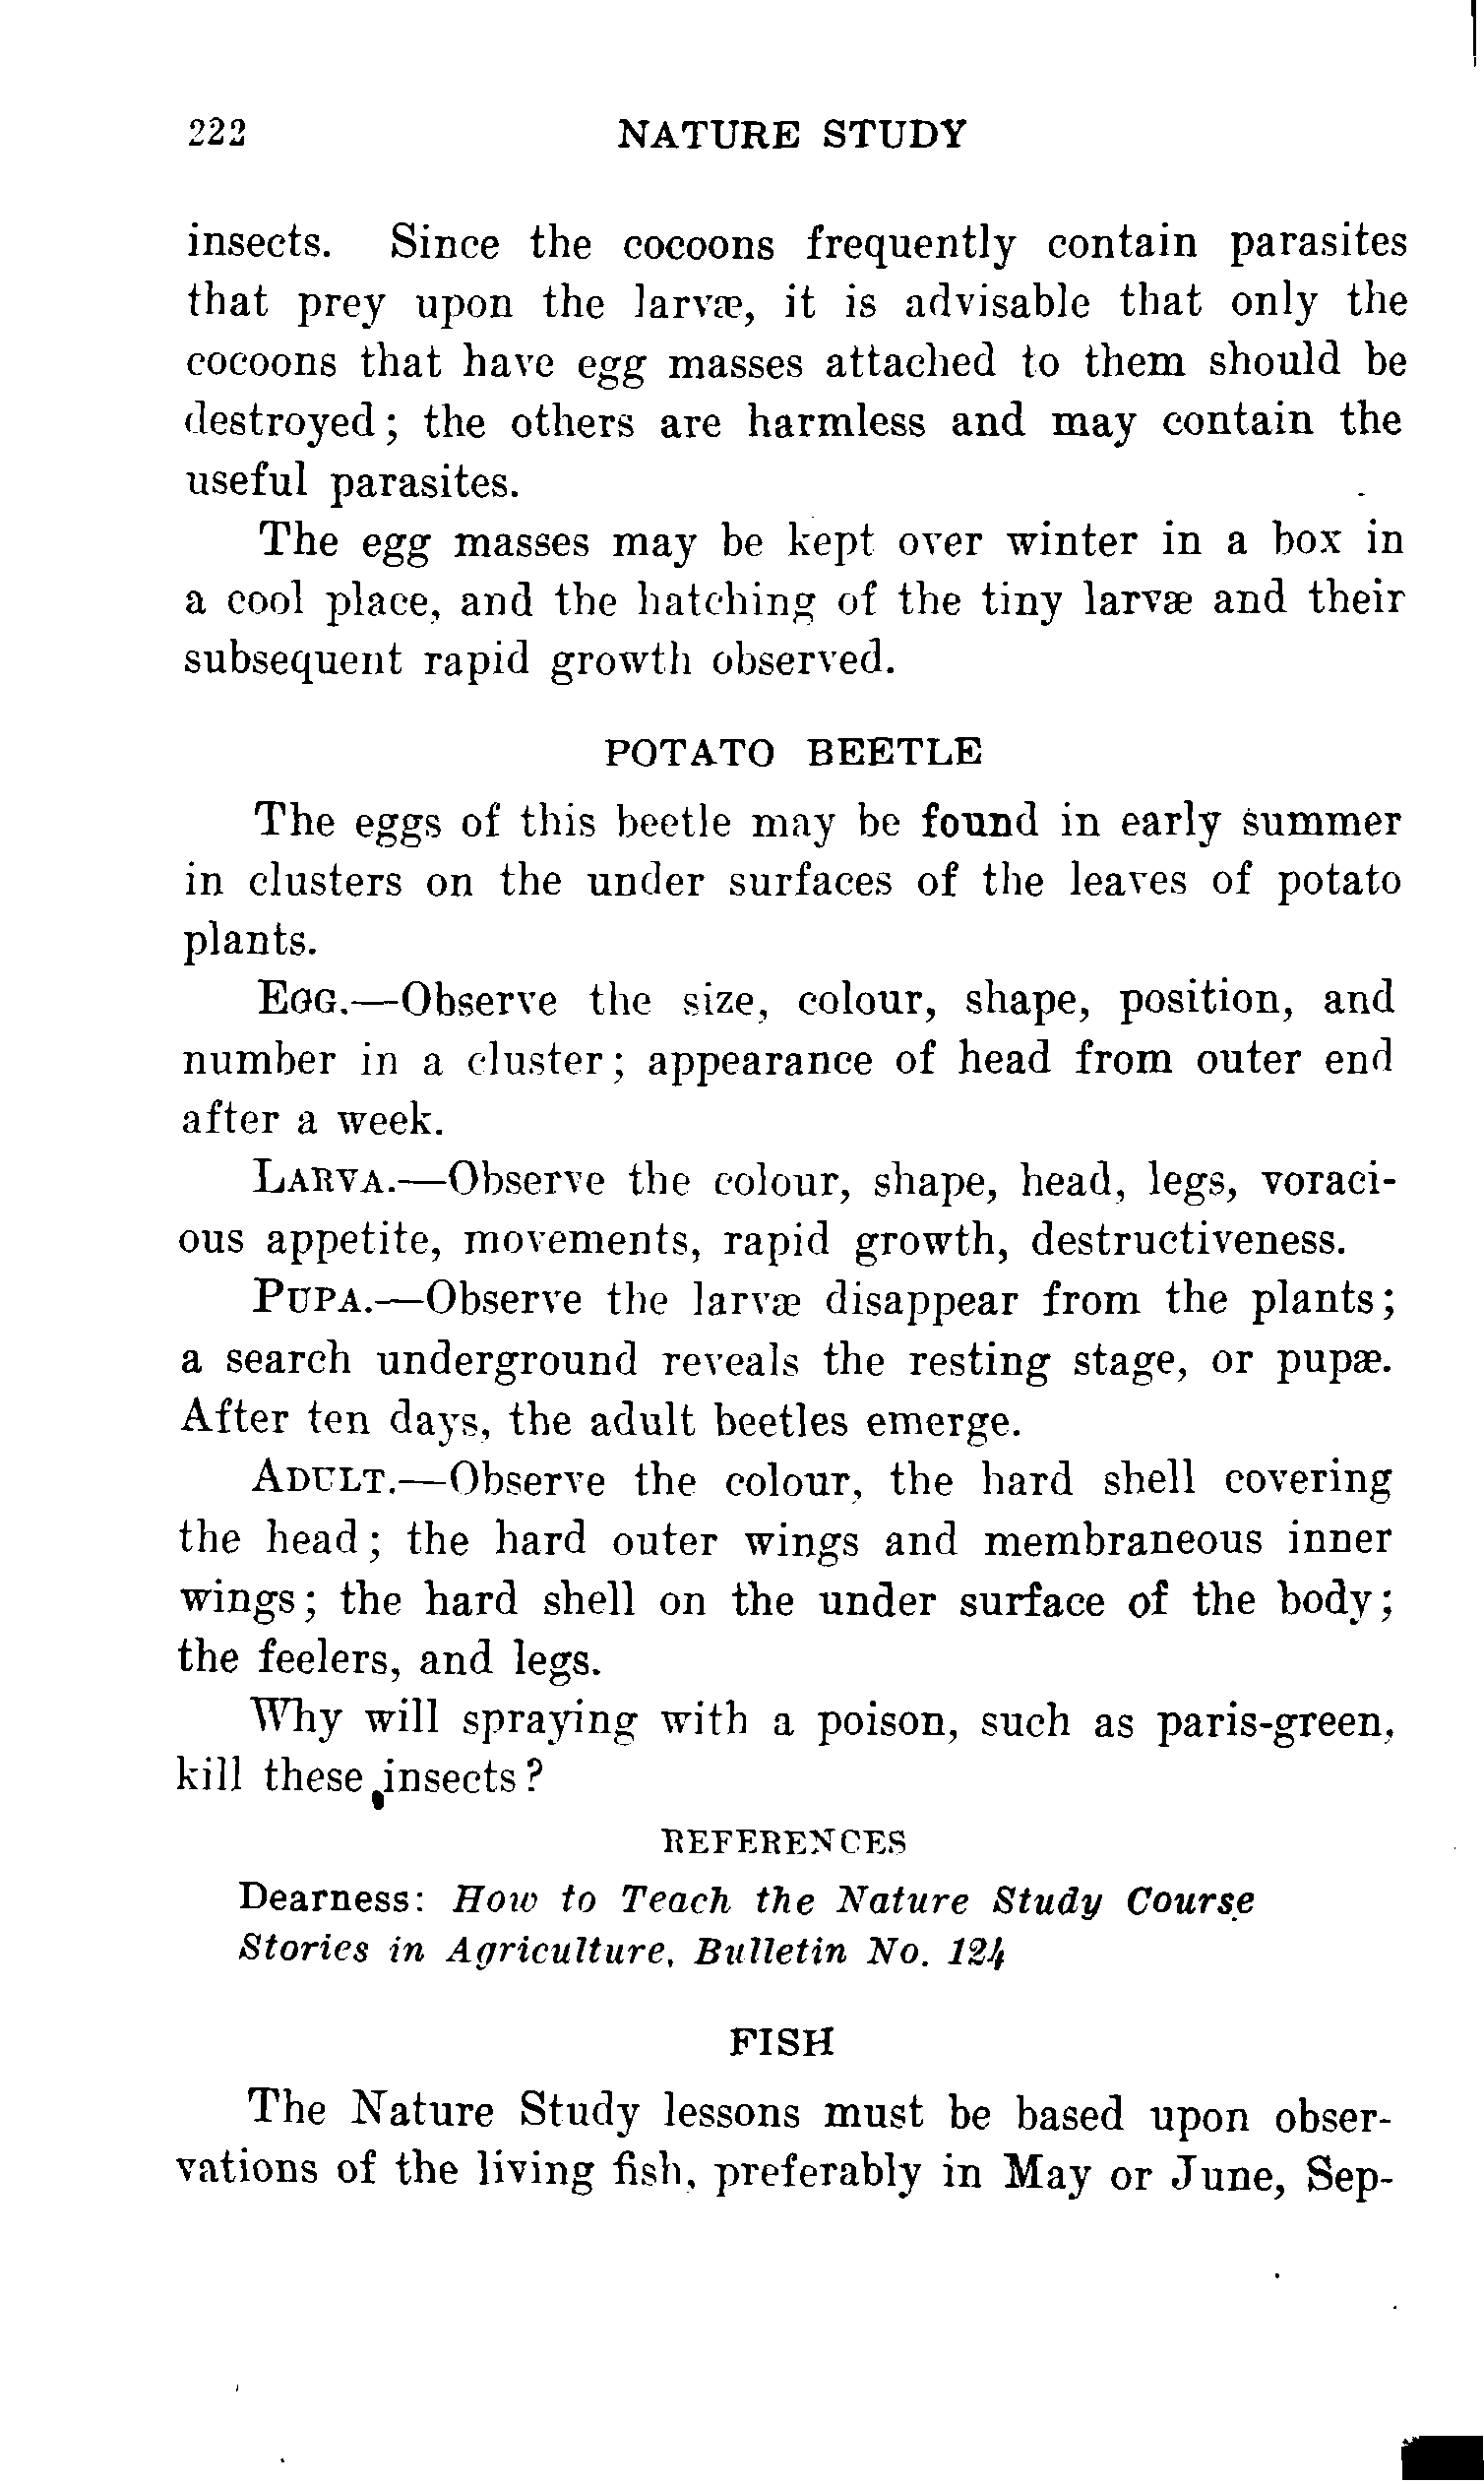 222 NATURE STUDY
insects. Since the cocoons frequently contain parasites
that prey upon the larvæ, it is advisable that only the
cocoons that have egg masses attached to them should be
destroyed; the others are harmless and may contain the
useful parasites.
The egg masses may be kept over winter in a box in
a cool place, and the hatching of the tiny larvæ and their
subsequent rapid growth observed.
POTATO BEETLE
The eggs of this beetle may be found in early summer
in clusters on the under surfaces of the leaves of potato
plants.
EGG.—Observe the size, colour, shape, position, and
number in a cluster; appearance of head from outer end
after a week.
LARVA.—Observe the colour, shape, head, legs, voraci-
ous appetite, movements, rapid growth, destructiveness.
PUPA.—Observe the larvæ disappear from the plants;
a search underground reveals the resting stage, or pupæ.
After ten days, the adult beetles emerge.
ADULT.—Observe the colour, the hard shell covering
the head; the hard outer wings and membraneous inner
wings; the hard shell on the under surface of the body;
the feelers, and legs.
Why will spraying with a poison, such as paris-green,
kill these insects?
REFERENCES
Dearness: How to Teach the Nature Study Course
Stories in Agriculture, Bulletin No. 124
FISH
The Nature Study lessons must be based upon obser-
vations of the living fish, preferably in May or June, Sep-